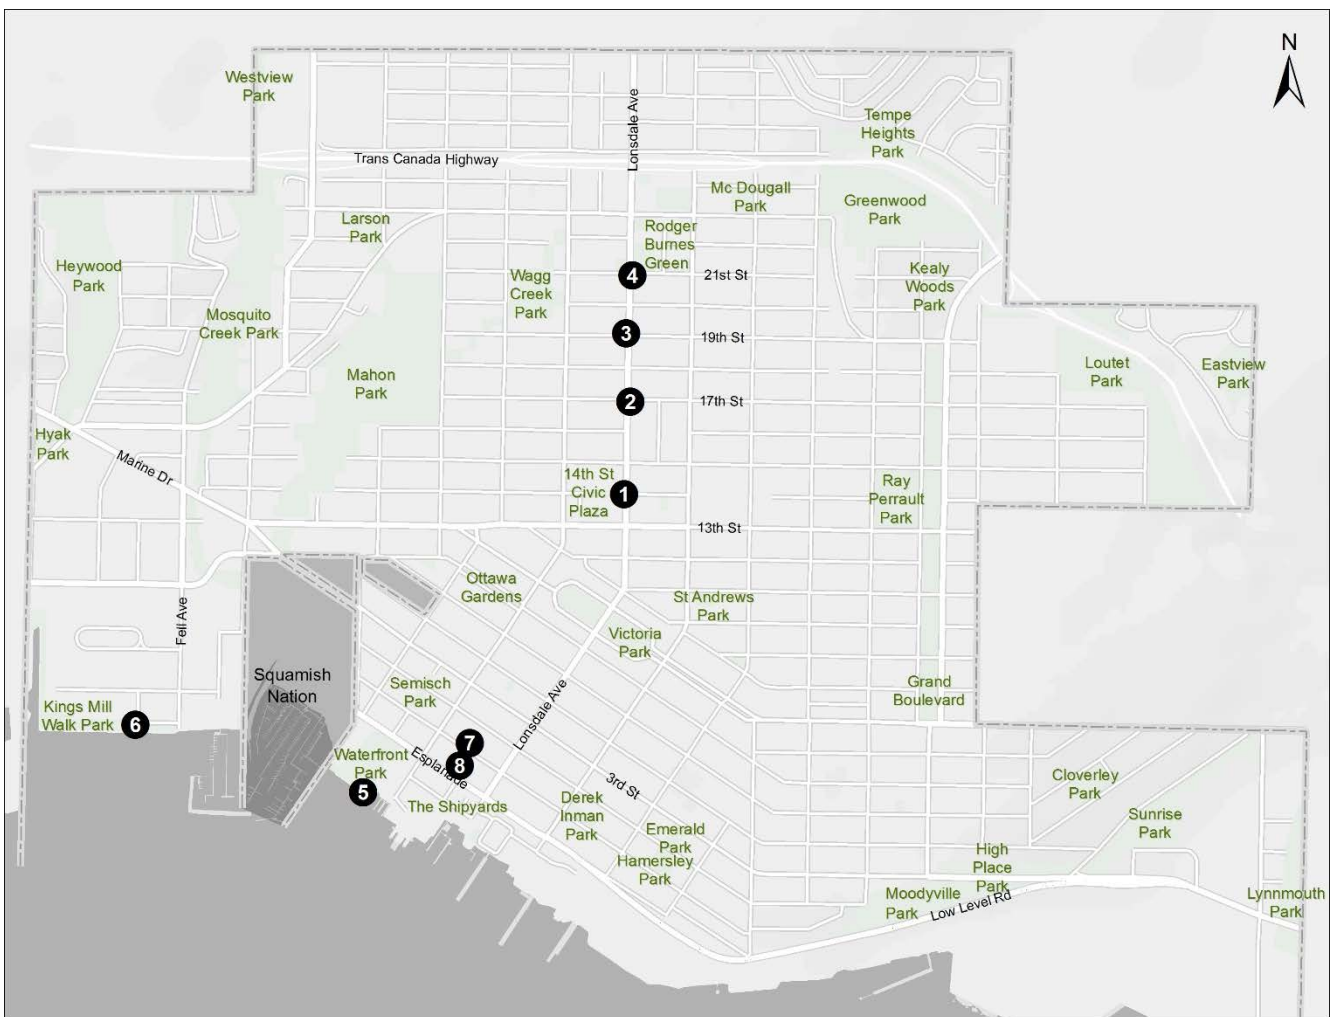 N
Westview
Park
Lonsdale Ave
Tempe
Heights
Park
Trans Canada Highway
Mc Dougall
Park
Greenwood
Park
Larson
Park
Rodger
Burnes
Green
Heywood
Park
Wagg
Creek
Park
4
21st St
Kealy
Woods
Park
Mosquito
Creek Park
3
19th St
Loutet
Park
Eastview
Park
Mahon
Park
2
17th St
Hyak
Park
Marine Dr
14th St
Civic
Plaza
1
Ray
Perrault
Park
13th St
Ottawa
Gardens
St Andrews
Park
Fell Ave
Victoria
Park
Squamish
Nation
Semisch
Park
Grand
Boulevard
Lonsdale Ave
Kings Mill
Walk Park
6
7
8
Waterfront
Park
Esplanade
5
The Shipyards
3rd St
Derek
Inman
Park
Cloverley
Park
Sunrise
Park
Emerald
Park
Hamersley
Park
High
Place
Park
Moodyville
Park
Low Level Rd
Lynnmouth
Park